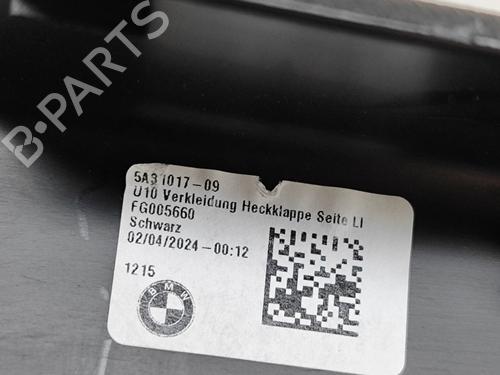 B-PARTS
5A31017-09
U10 Verkleidung Heckklappe Seite LI
FG005660
Schwarz
02/04/2024-00:12
1215
BMW